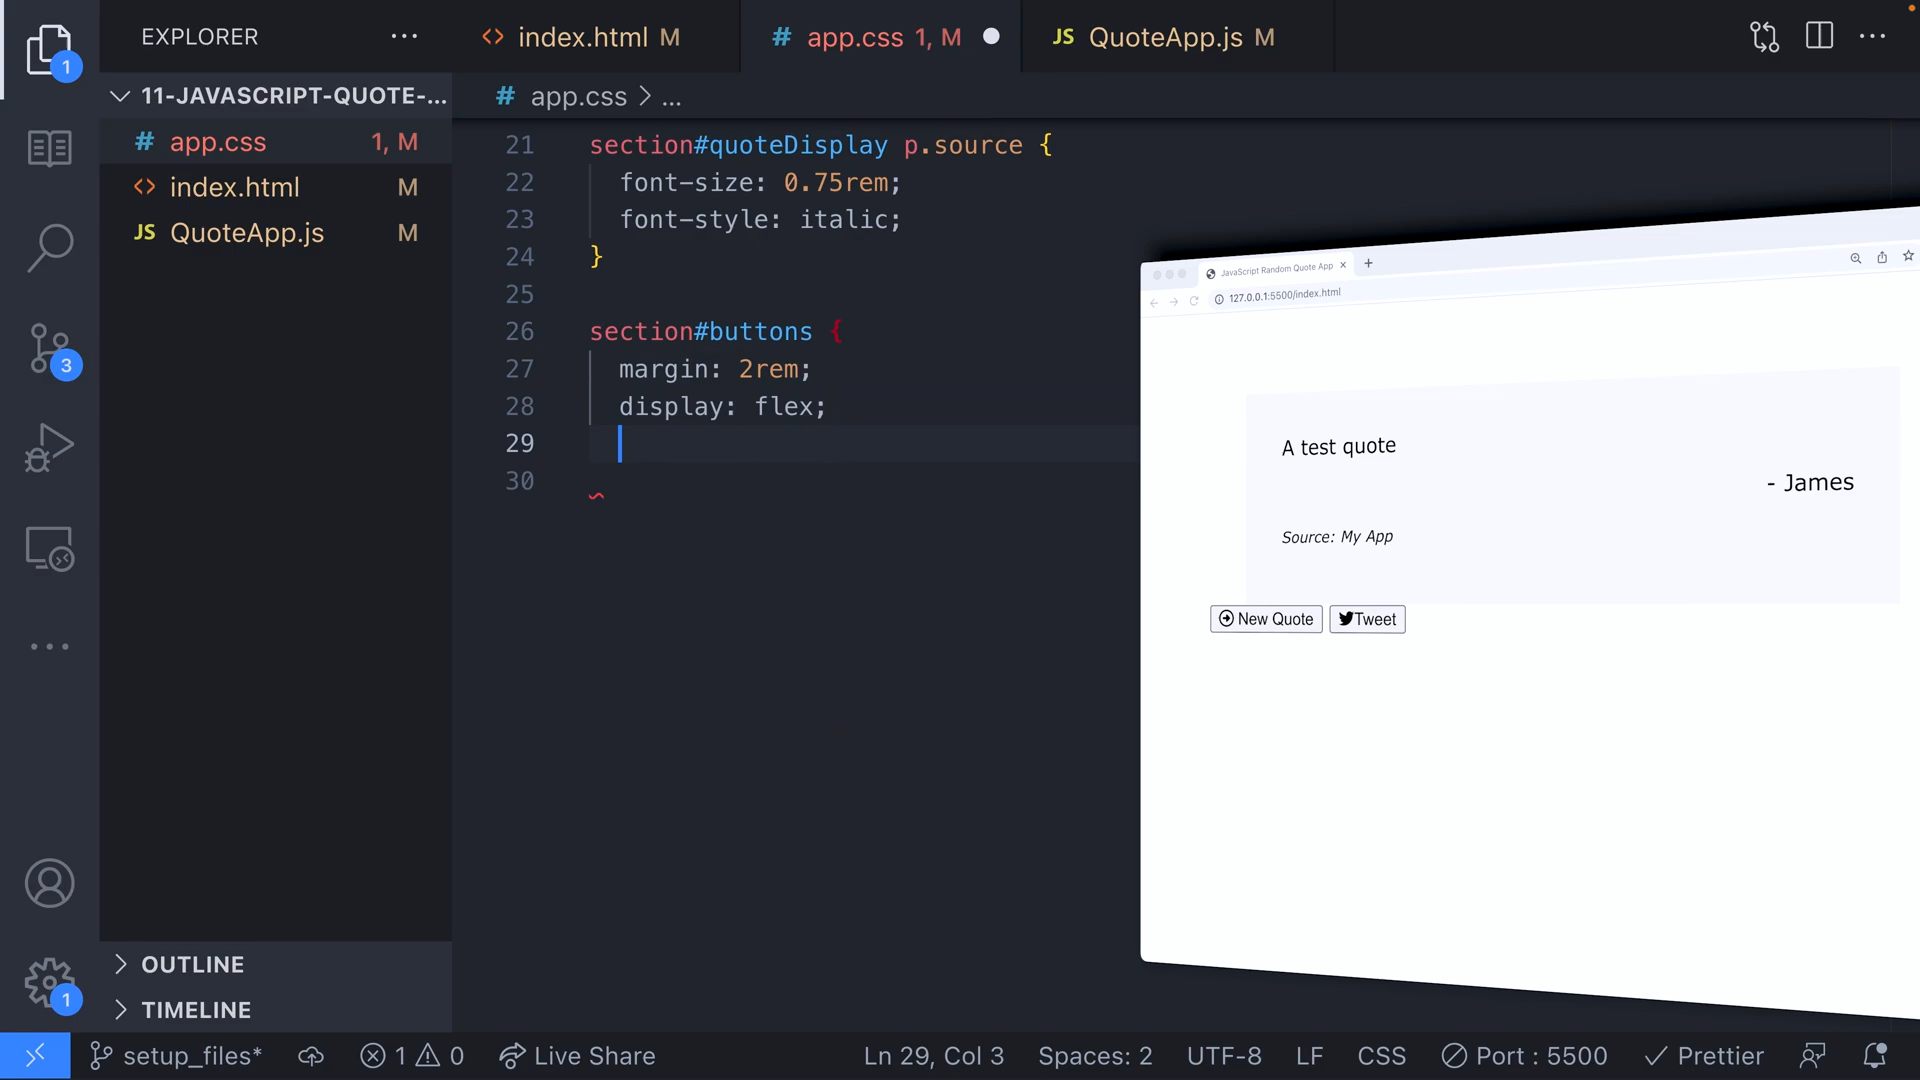 EXPLORER
index.html M
app.css 1, M
JS QuoteApp.js M
11-JAVASCRIPT-QUOTE-...
# app.css > ...
# app.css 1, M
<> index.html M
JS QuoteApp.js M
21 section#quoteDisplay p.source {
22 font-size: 0.75rem;
23 font-style: italic;
24 }
25
26 section#buttons {
27 margin: 2rem;
28 display: flex;
29
30
JavaScript Random Quote App
127.0.0.1:5500/index.html
A test quote
- James
Source: My App
New Quote
Tweet
OUTLINE
TIMELINE
1
3
1
setup_files*
1
0
Live Share
Ln 29, Col 3
Spaces: 2
UTF-8
LF
CSS
Port : 5500
Prettier